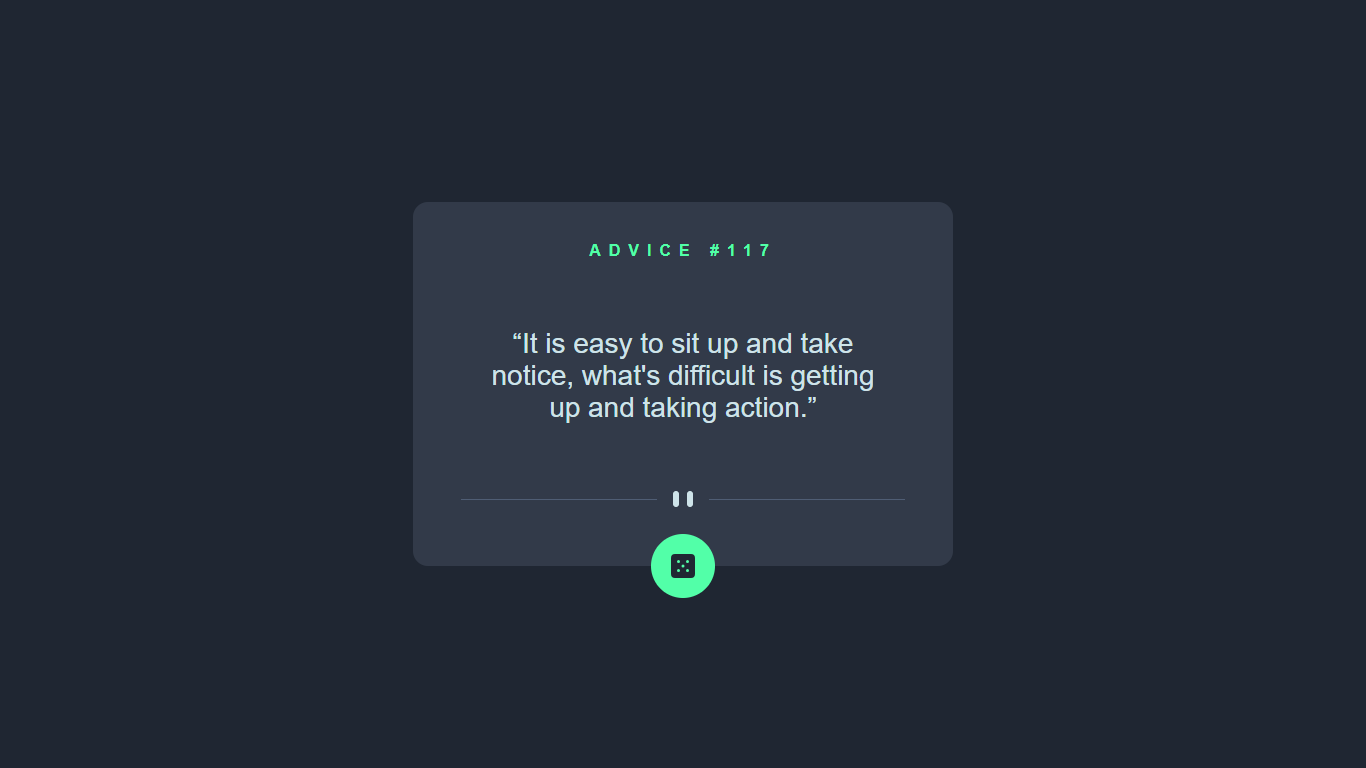 ADVICE #117
“It is easy to sit up and take
notice, what's difficult is getting
up and taking action.”